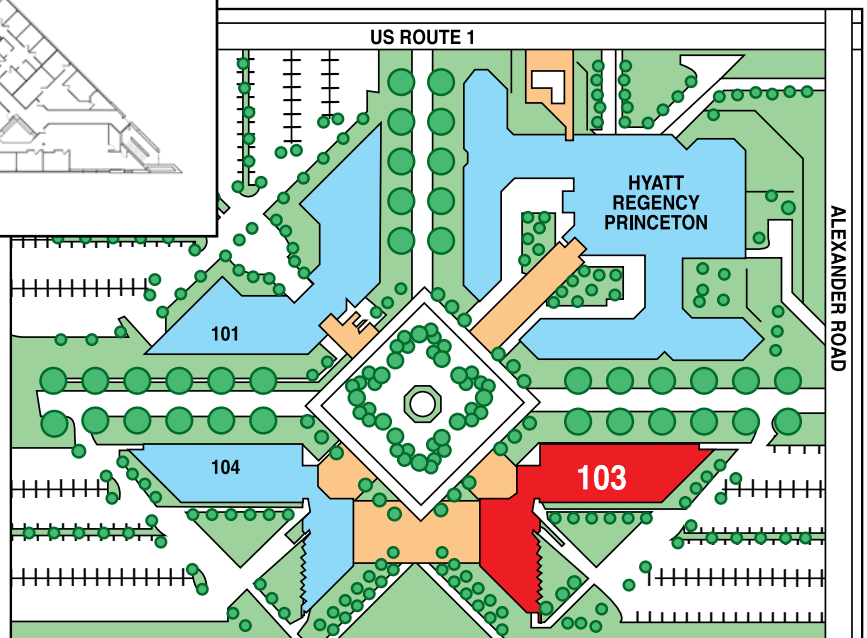 US ROUTE 1
HYATT
REGENCY
PRINCETON
ALEXANDER ROAD
101
104
103